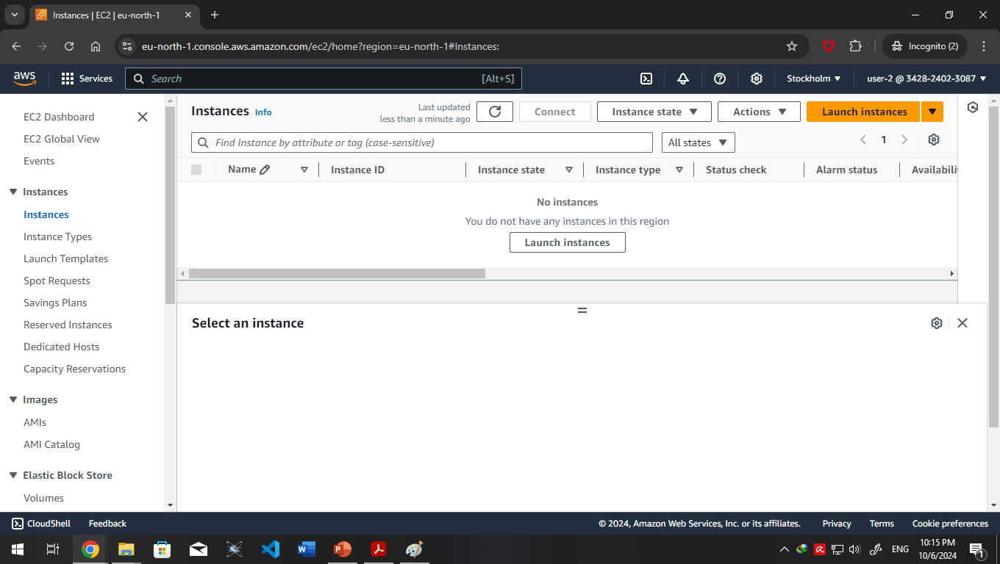 Instances | EC2 | eu-north-1
eu-north-1.console.aws.amazon.com/ec2/home?region=eu-north-1#Instances:
Incognito (2)
aws
Services
Search
[Alt+S]
Stockholm
user-2 @ 3428-2402-3087
EC2 Dashboard
EC2 Global View
Events
Instances
Instances
Instance Types
Launch Templates
Spot Requests
Savings Plans
Reserved Instances
Dedicated Hosts
Capacity Reservations
Images
AMIs
AMI Catalog
Elastic Block Store
Volumes
Instances Info
Last updated
less than a minute ago
Connect
Instance state
Actions
Launch instances
Find Instance by attribute or tag (case-sensitive)
All states
1
Name
Instance ID
Instance state
Instance type
Status check
Alarm status
Availabili
No instances
You do not have any instances in this region
Launch instances
Select an instance
CloudShell
Feedback
© 2024, Amazon Web Services, Inc. or its affiliates.
Privacy
Terms
Cookie preferences
ENG
10:15 PM
10/6/2024
1